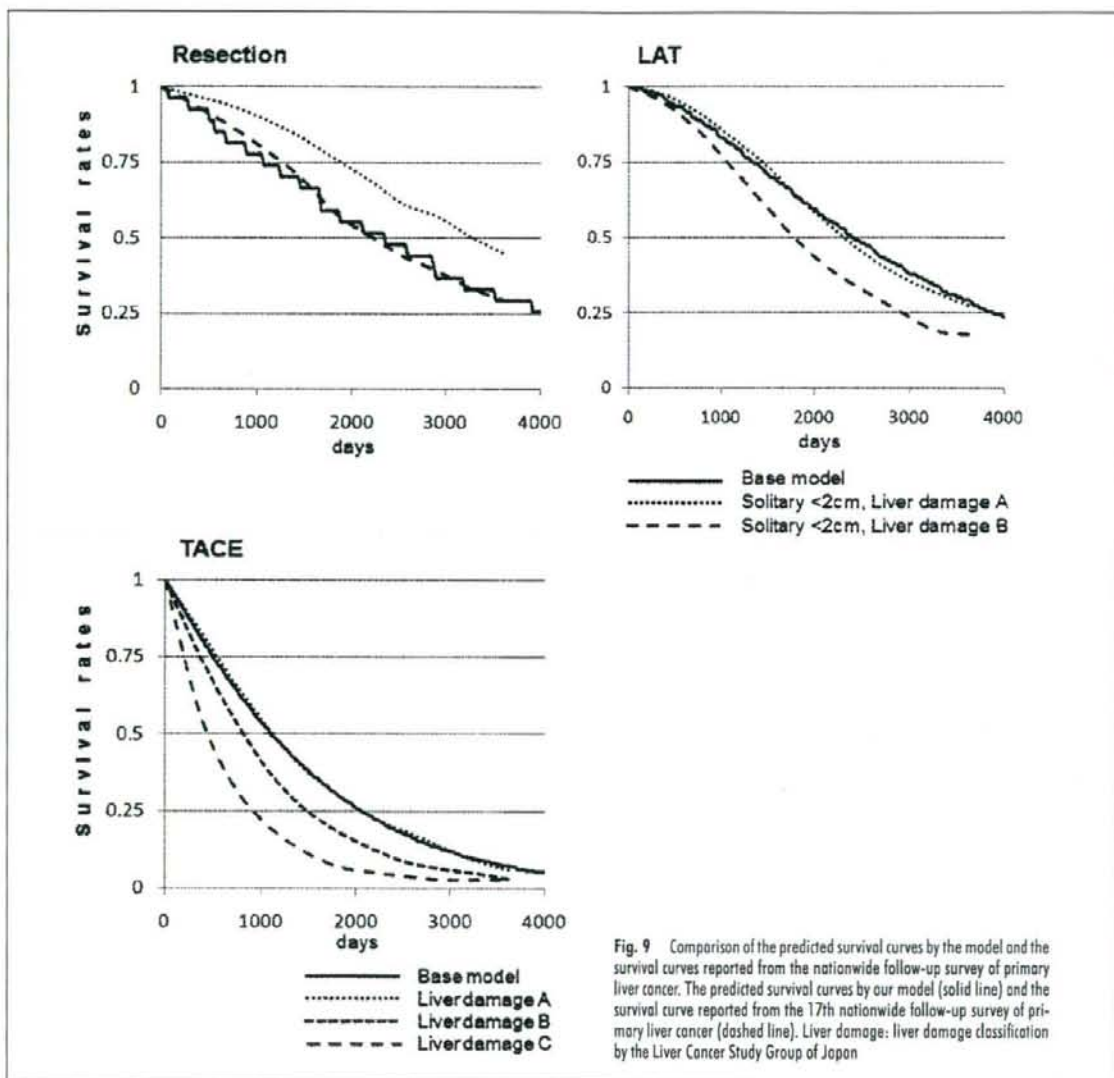 Resection
Survival rates
1
0.75
0.5
0.25
0
0
1000
2000
3000
4000
days
LAT
1
0.75
0.5
0.25
0
0
1000
2000
3000
4000
days
Base model
Solitary <2cm, Liver damage A
Solitary <2cm, Liver damage B
TACE
Survival rates
1
0.75
0.5
0.25
0
0
1000
2000
3000
4000
days
Base model
Liverdamage A
Liverdamage B
Liverdamage C
Fig. 9 Comparison of the predicted survival curves by the model and the
survival curves reported from the nationwide follow-up survey of primary
liver cancer. The predicted survival curves by our model (solid line) and the
survival curve reported from the 17th nationwide follow-up survey of pri-
mary liver cancer (dashed line). Liver damage: liver damage classification
by the Liver Cancer Study Group of Japan